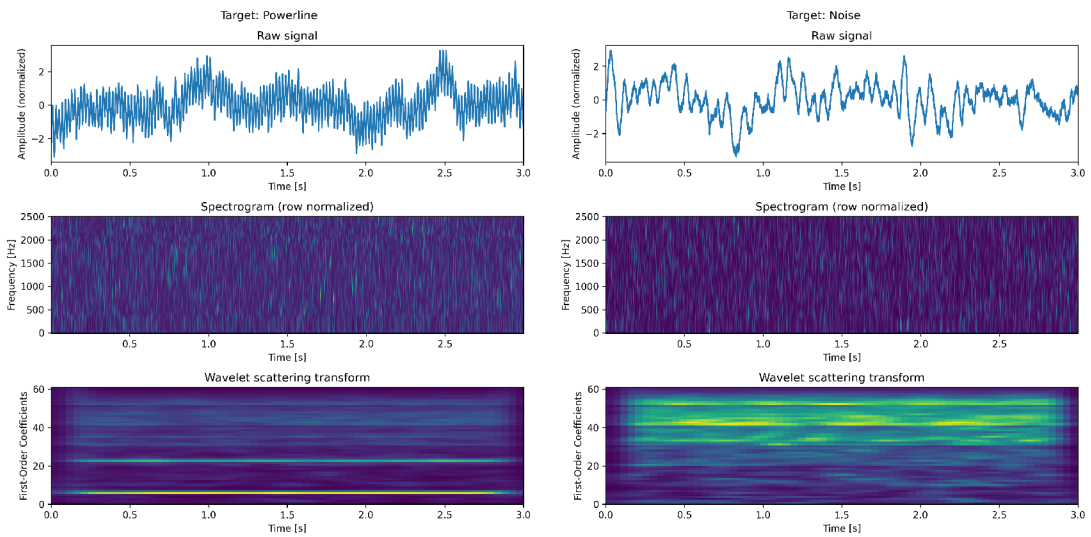 Target: Powerline
Raw signal
Amplitude (normalized)
2
0
−2
0.0 0.5 1.0 1.5 2.0 2.5 3.0
Time [s]
Spectrogram (row normalized)
Frequency [Hz]
2500
2000
1500
1000
500
0
0.5 1.0 1.5 2.0 2.5
Time [s]
Wavelet scattering transform
First-Order Coefficients
60
40
20
0
0.0 0.5 1.0 1.5 2.0 2.5 3.0
Time [s]
Target: Noise
Raw signal
Amplitude (normalized)
2
0
−2
0.0 0.5 1.0 1.5 2.0 2.5 3.0
Time [s]
Spectrogram (row normalized)
Frequency [Hz]
2500
2000
1500
1000
500
0
0.5 1.0 1.5 2.0 2.5
Time [s]
Wavelet scattering transform
First-Order Coefficients
60
40
20
0
0.0 0.5 1.0 1.5 2.0 2.5 3.0
Time [s]